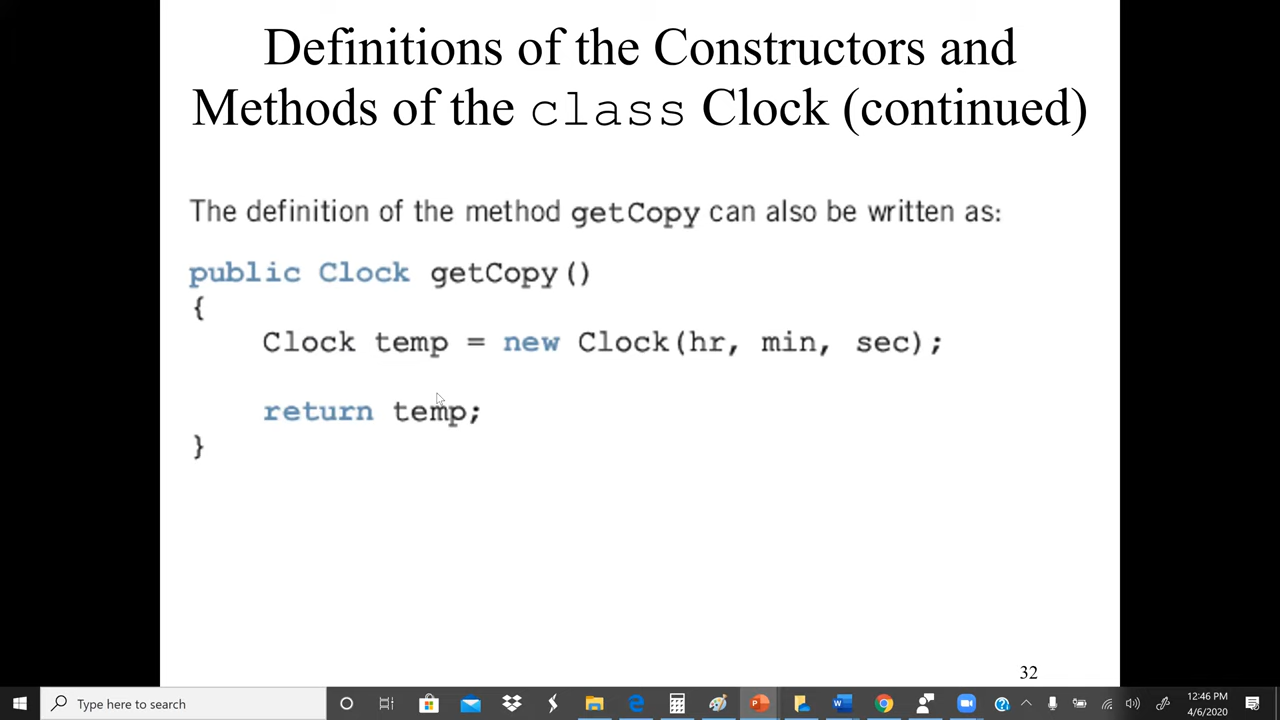 Definitions of the Constructors and
Methods of the class Clock (continued)
The definition of the method getCopy can also be written as:
public Clock getCopy()
{
Clock temp = new Clock(hr, min, sec);
return temp;
}
32
Type here to search
12:46 PM
4/6/2020